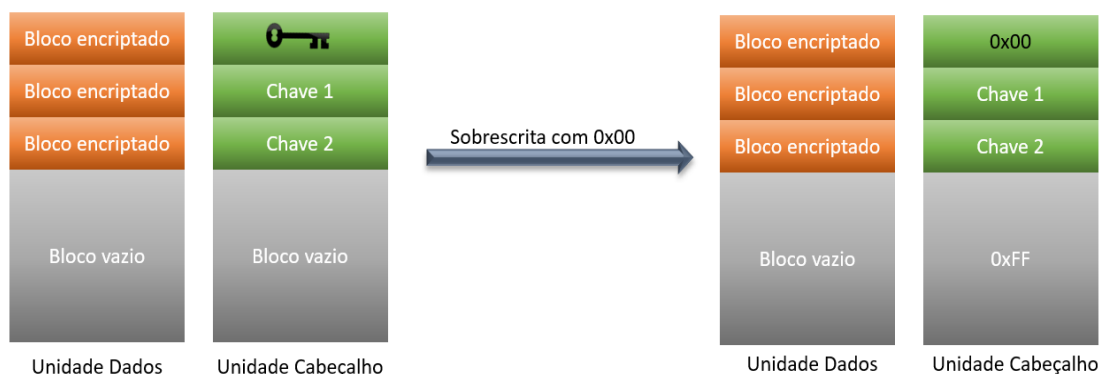 Bloco encriptado
Bloco encriptado
Chave 1
Bloco encriptado
Chave 2
Bloco vazio
Bloco vazio
Unidade Dados
Unidade Cabecalho
Sobrescrita com 0x00
Bloco encriptado
0x00
Bloco encriptado
Chave 1
Bloco encriptado
Chave 2
Bloco vazio
0xFF
Unidade Dados
Unidade Cabeçalho